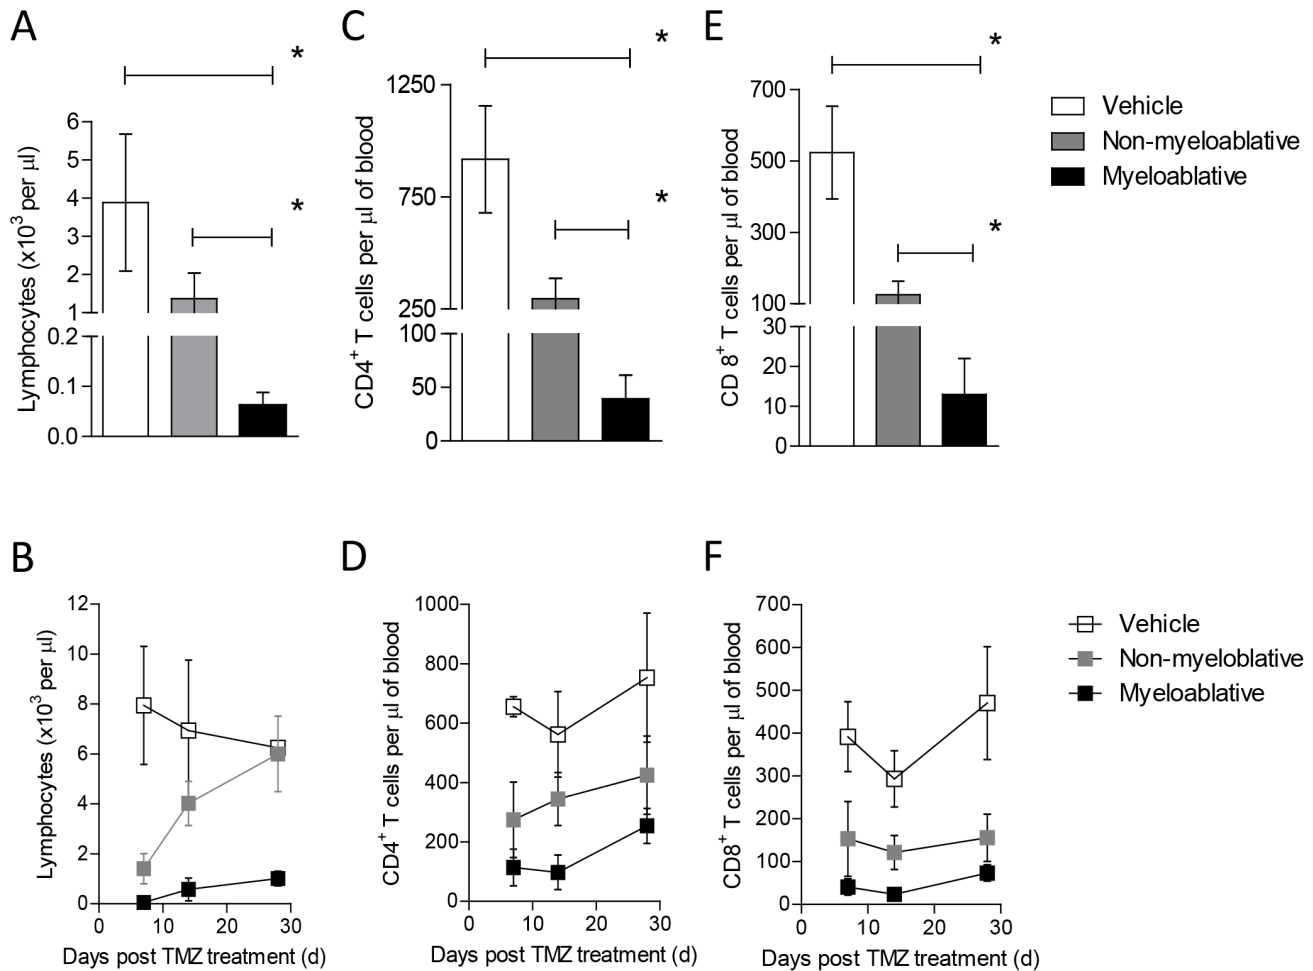 A
C
E
*
*
*
*
*
*
Lymphocytes (x10³ per µl)
6
5
4
3
2
1
0.2
0.1
0.0
CD4⁺ T cells per µl of blood
1250
750
250
100
50
0
CD 8⁺ T cells per µl of blood
700
500
300
100
30
20
10
0
Vehicle
Non-myeloablative
Myeloablative
B
D
F
Lymphocytes (x10³ per µl)
12
10
8
6
4
2
0
0 10 20 30
Days post TMZ treatment (d)
CD4⁺ T cells per µl of blood
1000
800
600
400
200
0
0 10 20 30
Days post TMZ treatment (d)
CD8⁺ T cells per µl of blood
700
600
500
400
300
200
100
0
0 10 20 30
Days post TMZ treatment (d)
Vehicle
Non-myeloblative
Myeloablative